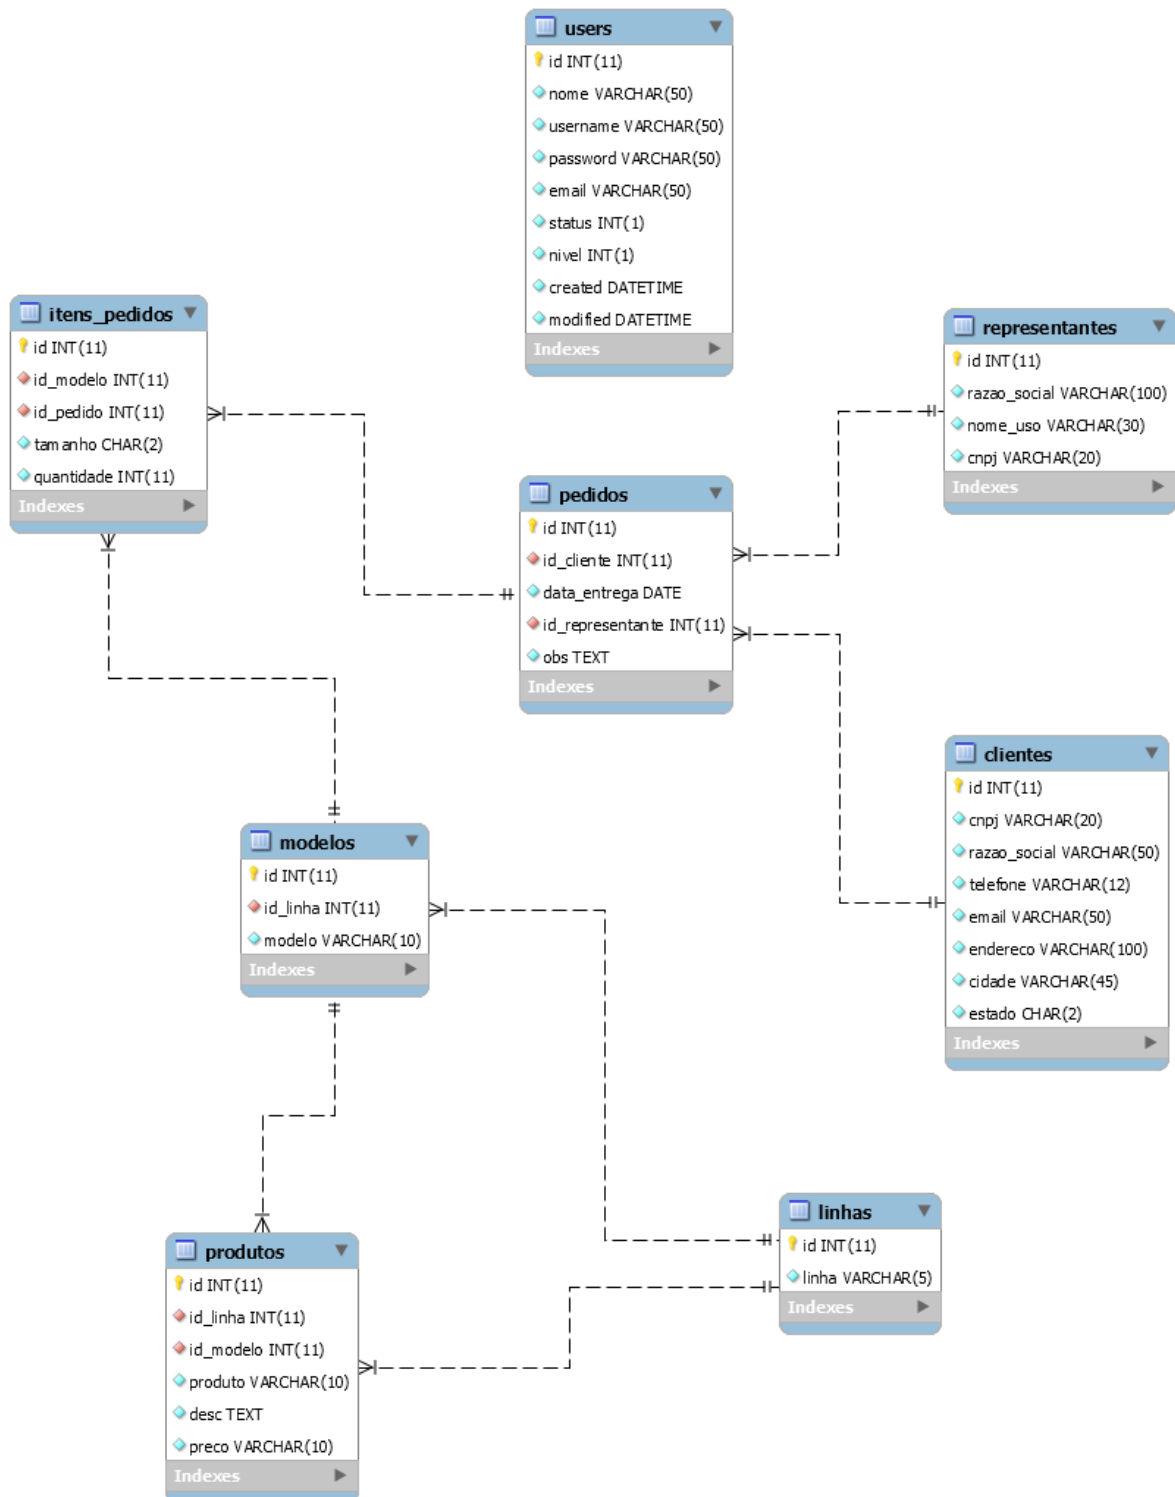 users
id INT(11)
nome VARCHAR(50)
username VARCHAR(50)
password VARCHAR(50)
email VARCHAR(50)
status INT(1)
nivel INT(1)
created DATETIME
modified DATETIME
Indexes
itens_pedidos
id INT(11)
id_modelo INT(11)
id_pedido INT(11)
tamanho CHAR(2)
quantidade INT(11)
Indexes
representantes
id INT(11)
razao_social VARCHAR(100)
nome_uso VARCHAR(30)
cnpj VARCHAR(20)
Indexes
pedidos
id INT(11)
id_cliente INT(11)
data_entrega DATE
id_representante INT(11)
obs TEXT
Indexes
clientes
id INT(11)
cnpj VARCHAR(20)
razao_social VARCHAR(50)
telefone VARCHAR(12)
email VARCHAR(50)
endereco VARCHAR(100)
cidade VARCHAR(45)
estado CHAR(2)
Indexes
modelos
id INT(11)
id_linha INT(11)
modelo VARCHAR(10)
Indexes
linhas
id INT(11)
linha VARCHAR(5)
Indexes
produtos
id INT(11)
id_linha INT(11)
id_modelo INT(11)
produto VARCHAR(10)
desc TEXT
preco VARCHAR(10)
Indexes